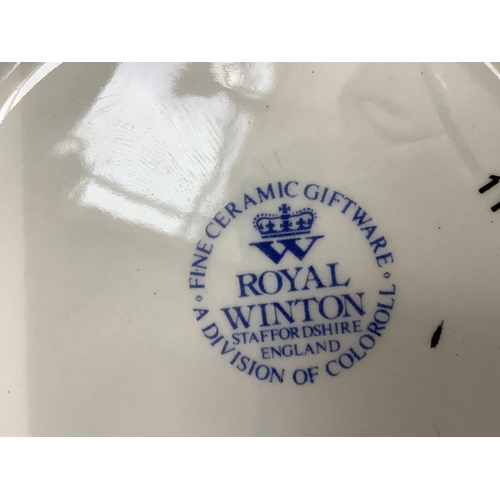 FINE CERAMIC GIFTWARE
W
ROYAL
WINTON
STAFFORDSHIRE
ENGLAND
A DIVISION OF COLOROLL